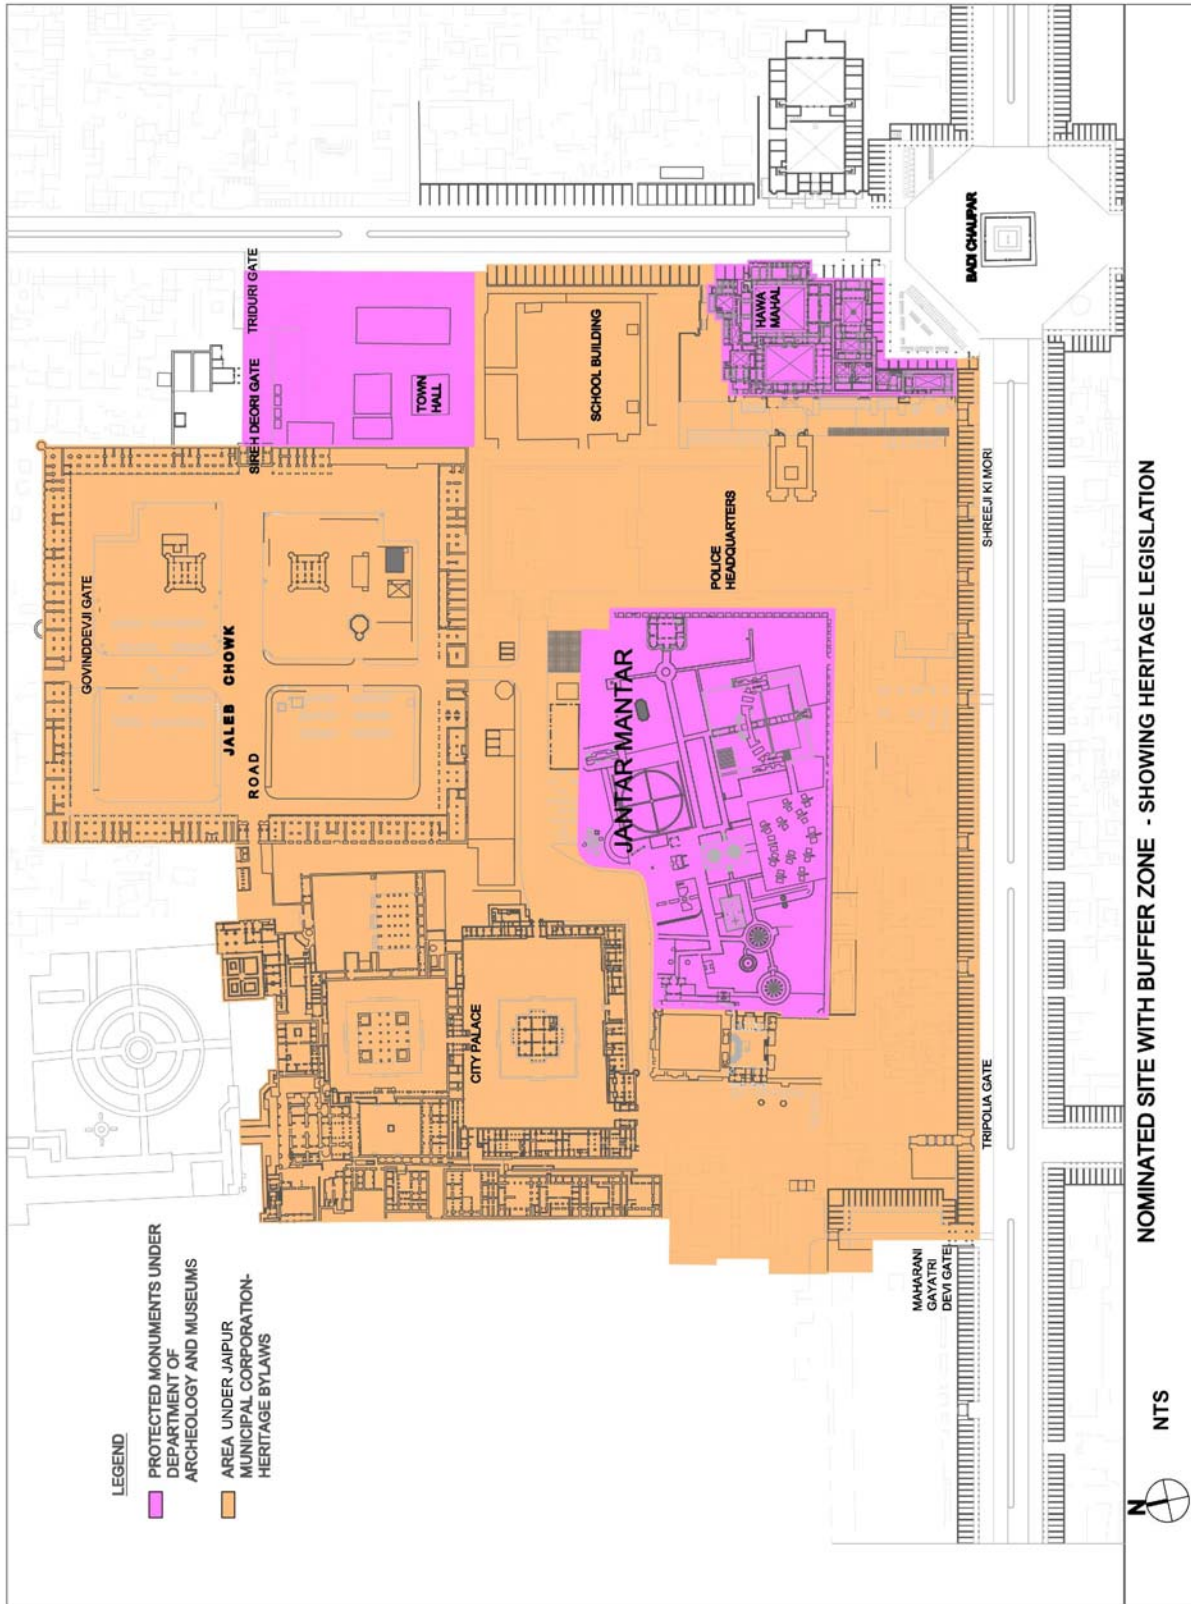 LEGEND
PROTECTED MONUMENTS UNDER
DEPARTMENT OF
ARCHEOLOGY AND MUSEUMS
AREA UNDER JAIPUR
MUNICIPAL CORPORATION-
HERITAGE BYLAWS
GOVINDDEVJI GATE
JALEB CHOWK
ROAD
SIREH DEORI GATE
TRIDURI GATE
TOWN
HALL
SCHOOL BUILDING
HAWA
MAHAL
BADI CHAUPAR
CITY PALACE
JANTAR MANTAR
POLICE
HEADQUARTERS
MAHARANI
GAYATRI
DEVI GATE
TRIPOLIA GATE
SHREEJI KI MORI
N
NTS
NOMINATED SITE WITH BUFFER ZONE - SHOWING HERITAGE LEGISLATION